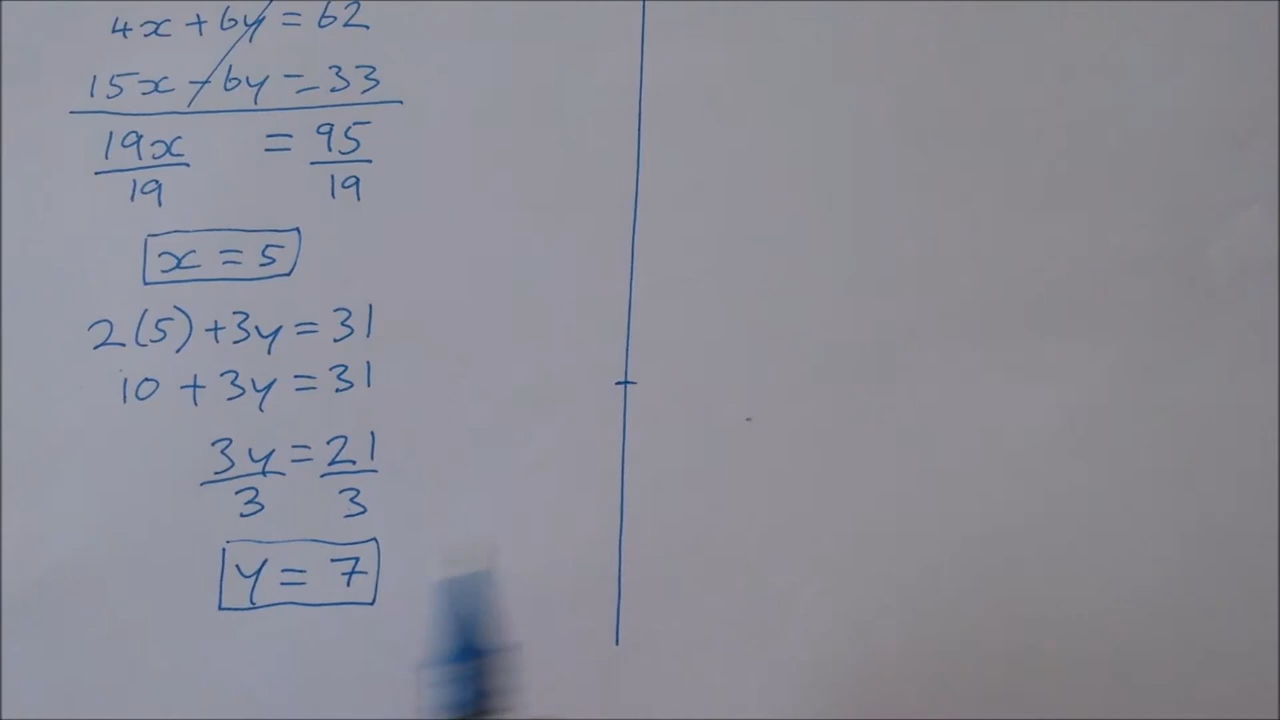 4x + 6y = 62
15x - 6y = 33
19x = 95
19 19
x = 5
2(5) + 3y = 31
10 + 3y = 31
3y = 21
3 3
y = 7